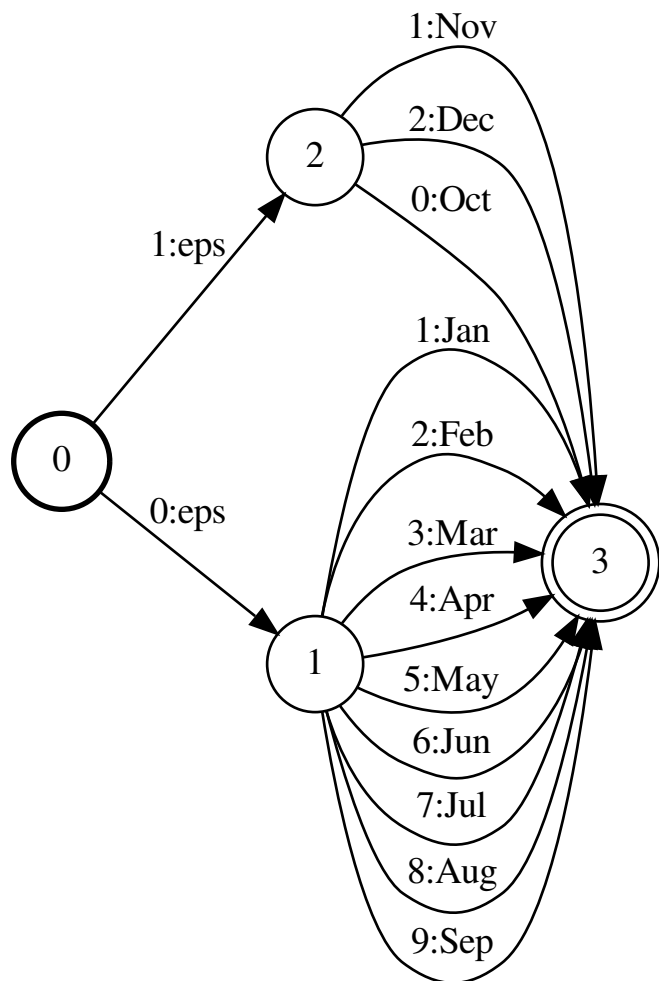 1:Nov
2:Dec
2
0:Oct
1:eps
1:Jan
2:Feb
0
0:eps
3:Mar
3
4:Apr
1
5:May
6:Jun
7:Jul
8:Aug
9:Sep